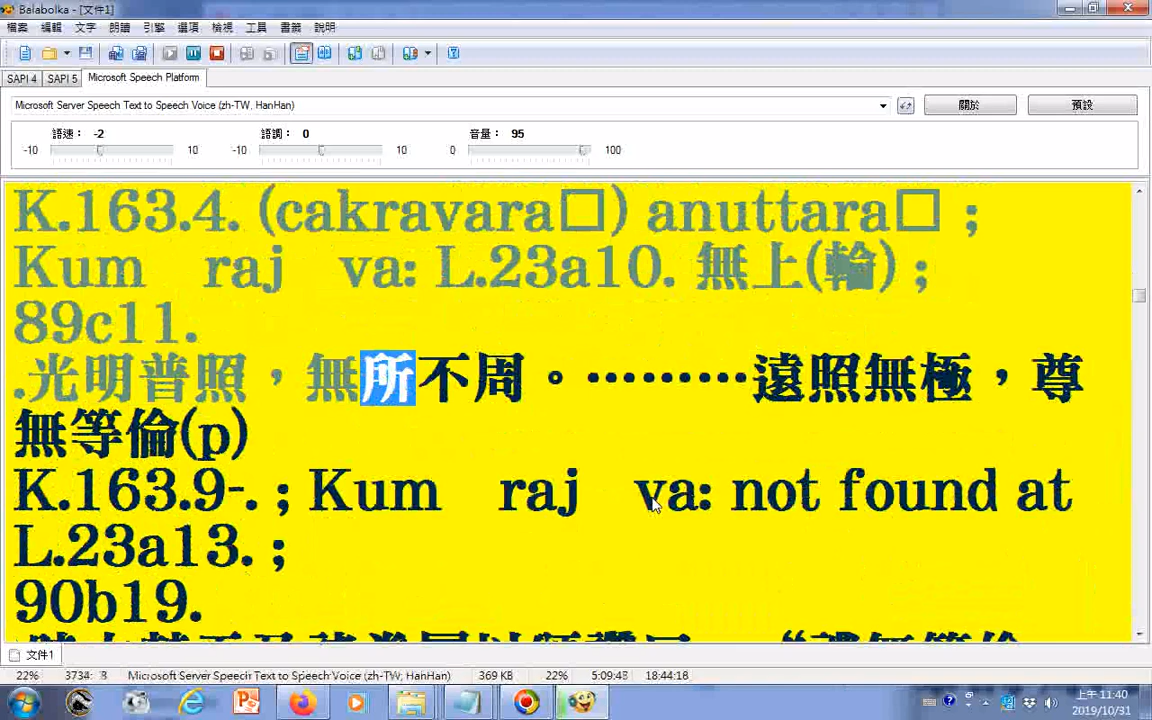 Balabolka - [文件1]
檔案 編輯 文字 朗讀 引擎 選項 檢視 工具 書籤 說明
SAPI 4 SAPI 5 Microsoft Speech Platform
Microsoft Server Speech Text to Speech Voice (zh-TW, HanHan) 關於 預設
語速： -2 語調： 0 音量： 95
-10 10 -10 10 0 100
K.163.4. (cakravara□) anuttara□ ;
Kum raj va: L.23a10. 無上(輪) ;
89c11.
.光明普照，無所不周。………遠照無極，尊
無等倫(p)
K.163.9-. ; Kum raj va: not found at
L.23a13. ;
90b19.
文件1
22% Microsoft Server Speech Text to Speech Voice (zh-TW, HanHan) 369 KB 22% 5:09:43 18:44:18
上午 11:40
2019/10/31